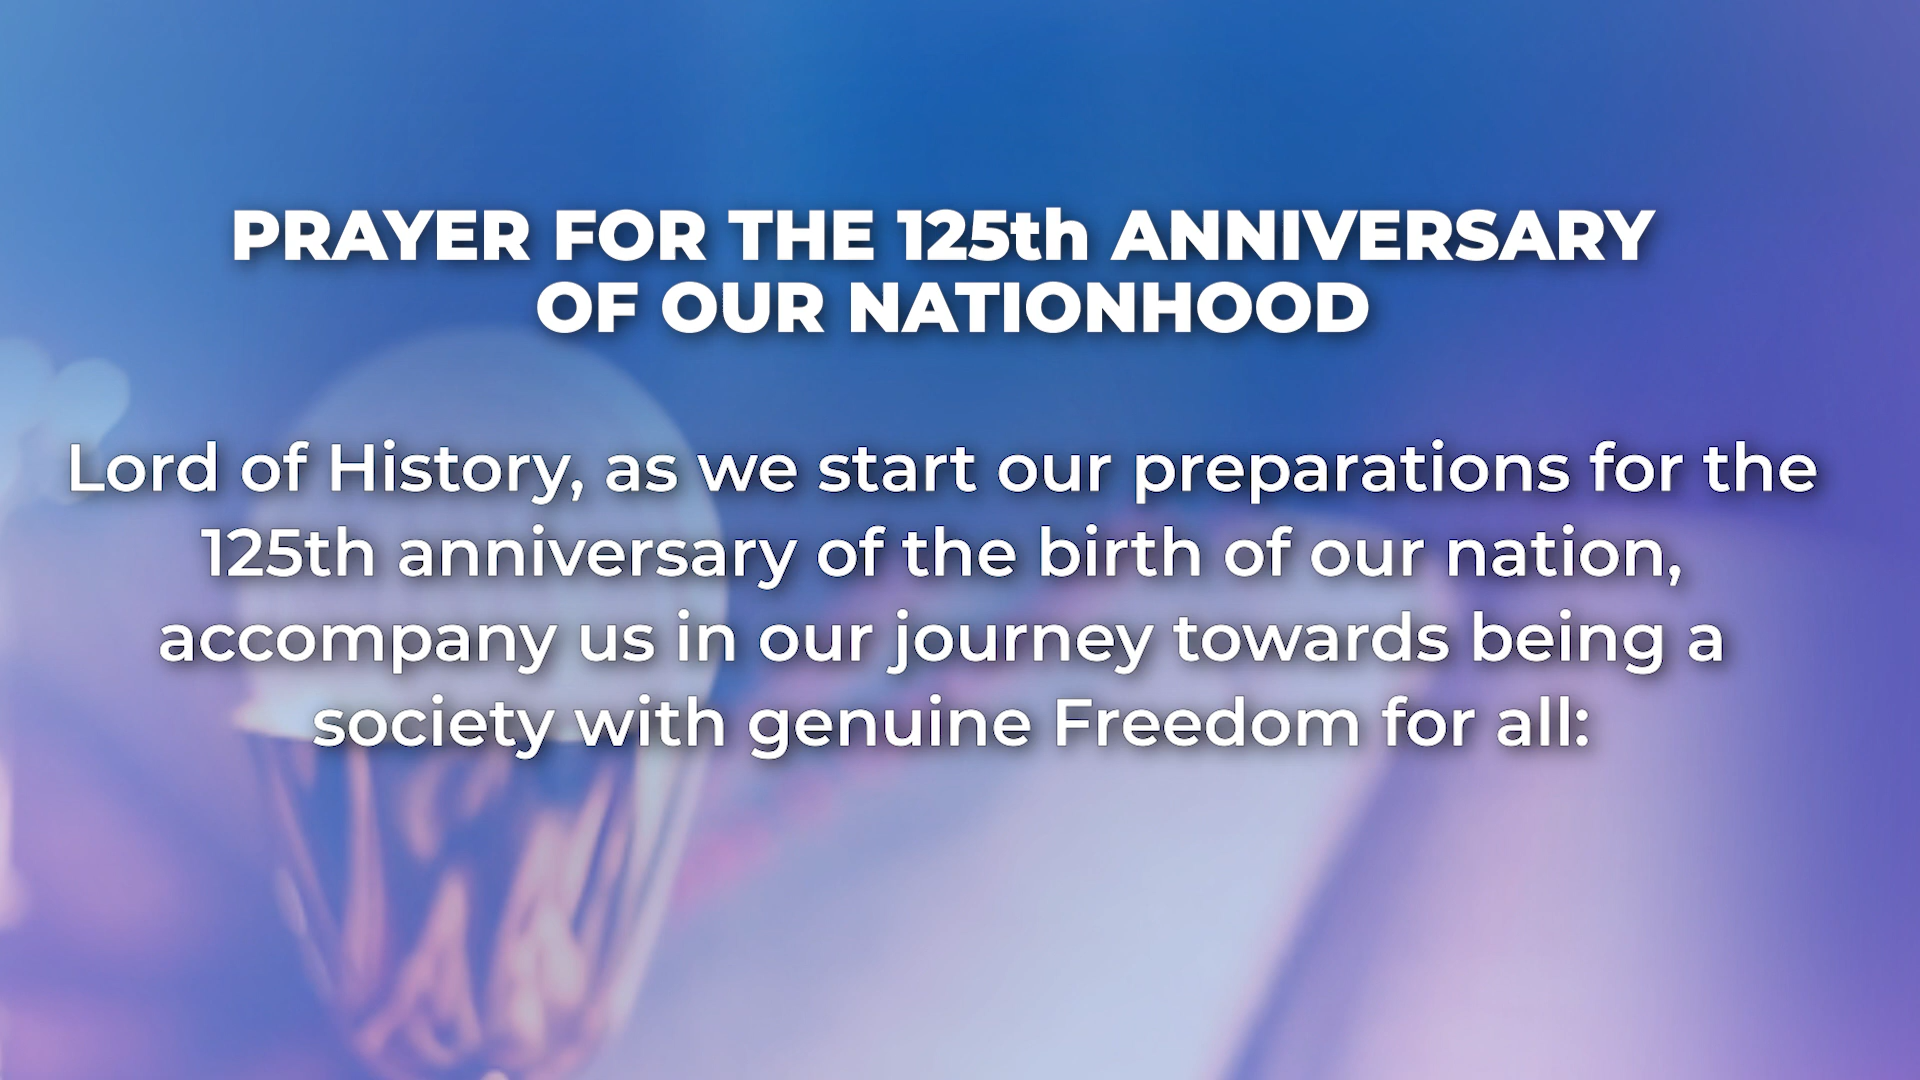 PRAYER FOR THE 125th ANNIVERSARY
OF OUR NATIONHOOD
Lord of History, as we start our preparations for the
125th anniversary of the birth of our nation,
accompany us in our journey towards being a
society with genuine Freedom for all: